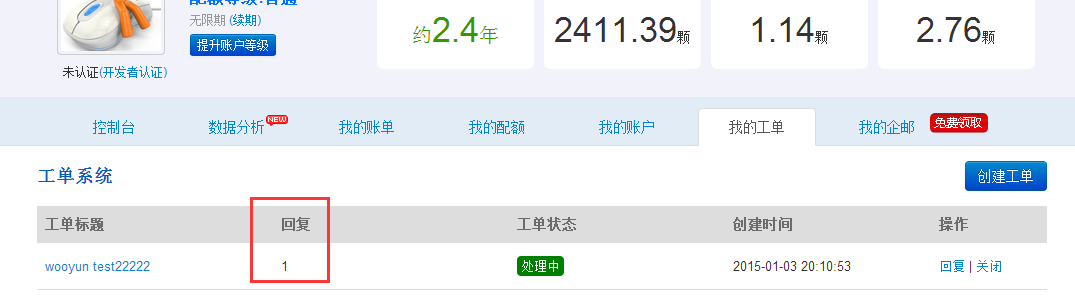 配额等级:普通
无限期 (续期)
提升账户等级
未认证(开发者认证)
约2.4年
2411.39颗
1.14颗
2.76颗
控制台
数据分析 NEW
我的账单
我的配额
我的账户
我的工单
我的企邮 免费领取
工单系统
创建工单
工单标题 回复 工单状态 创建时间 操作
wooyun test22222 1 处理中 2015-01-03 20:10:53 回复 | 关闭